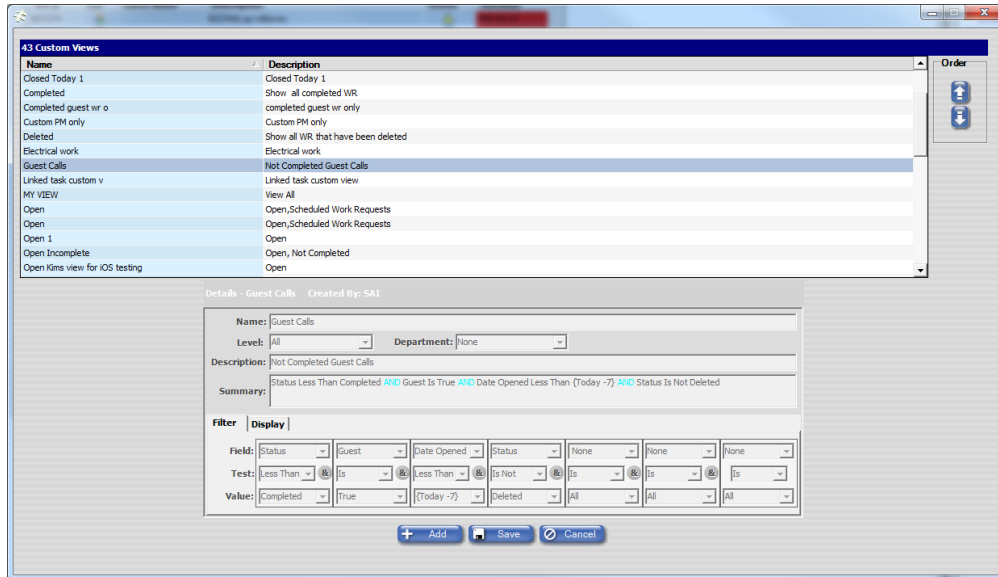 43 Custom Views
Name Description
Closed Today 1 Closed Today 1
Completed Show all completed WR
Completed guest wr o completed guest wr only
Custom PM only Custom PM only
Deleted Show all WR that have been deleted
Electrical work Electrical work
Guest Calls Not Completed Guest Calls
Linked task custom v Linked task custom view
MY VIEW View All
Open Open,Scheduled Work Requests
Open Open,Scheduled Work Requests
Open 1 Open
Open Incomplete Open, Not Completed
Open Kims view for iOS testing Open
Order
Details - Guest Calls Created By: SAI
Name: Guest Calls
Level: All Department: None
Description: Not Completed Guest Calls
Summary: Status Less Than Completed AND Guest Is True AND Date Opened Less Than {Today -7} AND Status Is Not Deleted
Filter Display
Field: Status Guest Date Opened Status None None None
Test: Less Than & Is & Less Than & Is Not & Is & Is & Is
Value: Completed True {Today -7} Deleted All All All
Add Save Cancel